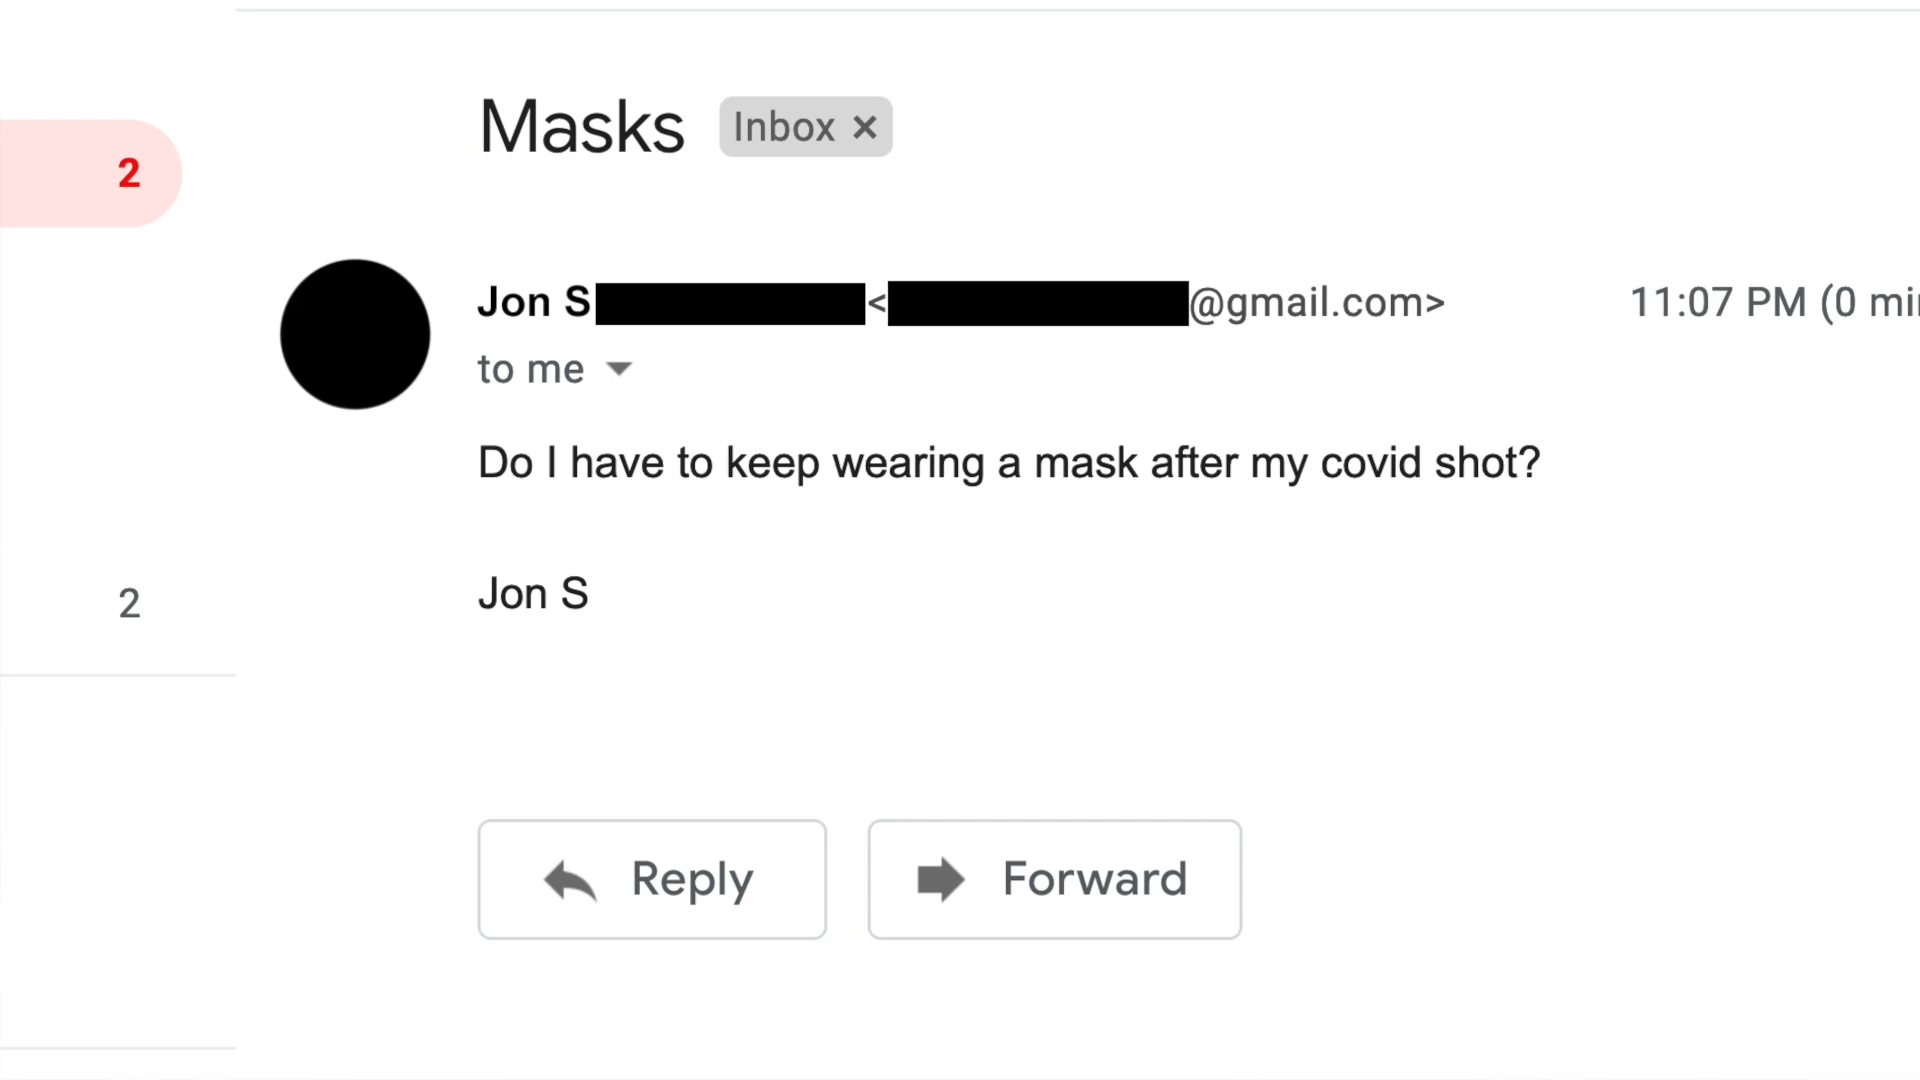 Masks Inbox ×
2
Jon S < @gmail.com> 11:07 PM (0
to me
Do I have to keep wearing a mask after my covid shot?
Jon S
2
Reply Forward